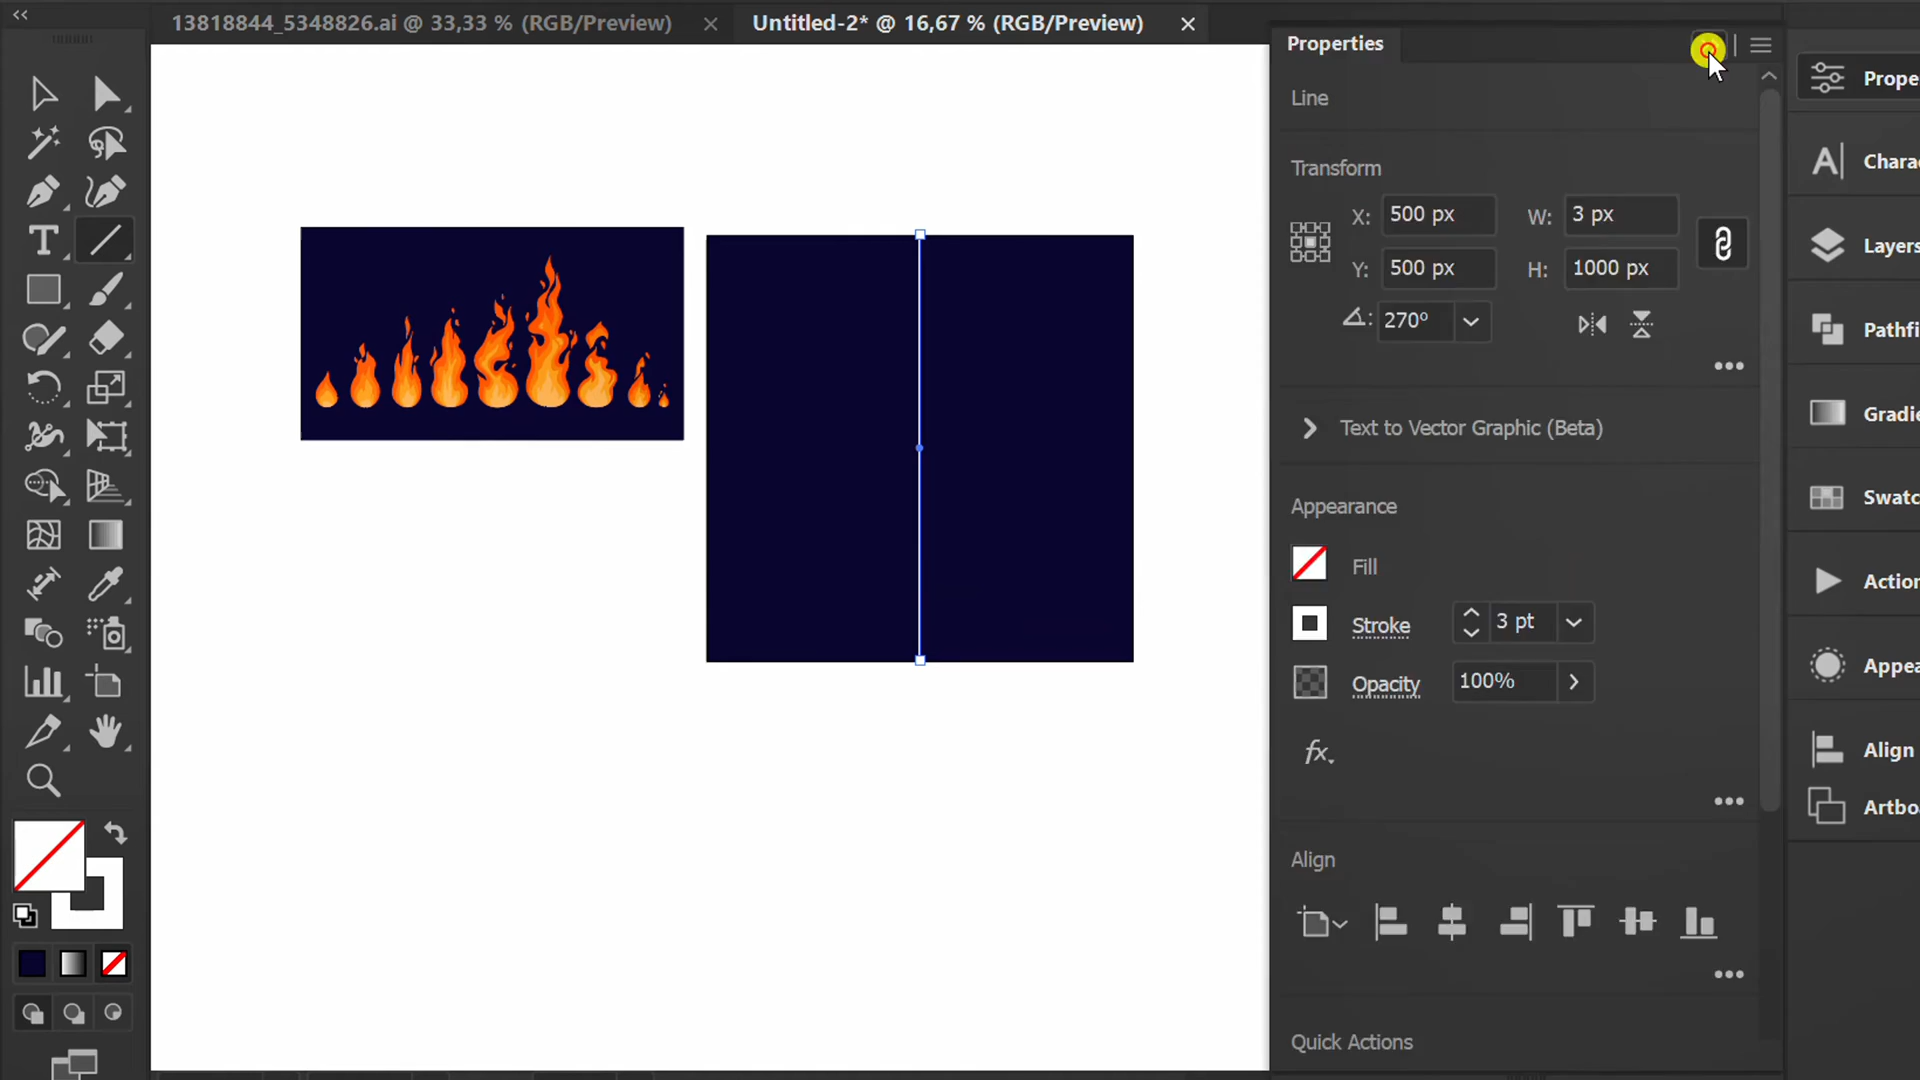 13818844_5348826.ai @ 33,33 % (RGB/Preview)
Untitled-2* @ 16,67 % (RGB/Preview)
Properties
Line
Transform
X: 500 px W: 3 px
Y: 500 px H: 1000 px
270°
Text to Vector Graphic (Beta)
Appearance
Fill
Stroke 3 pt
Opacity 100%
fx
Align
Quick Actions
Prope
Charac
Layers
Pathfi
Gradie
Swatc
Action
Appea
Align
Artbo